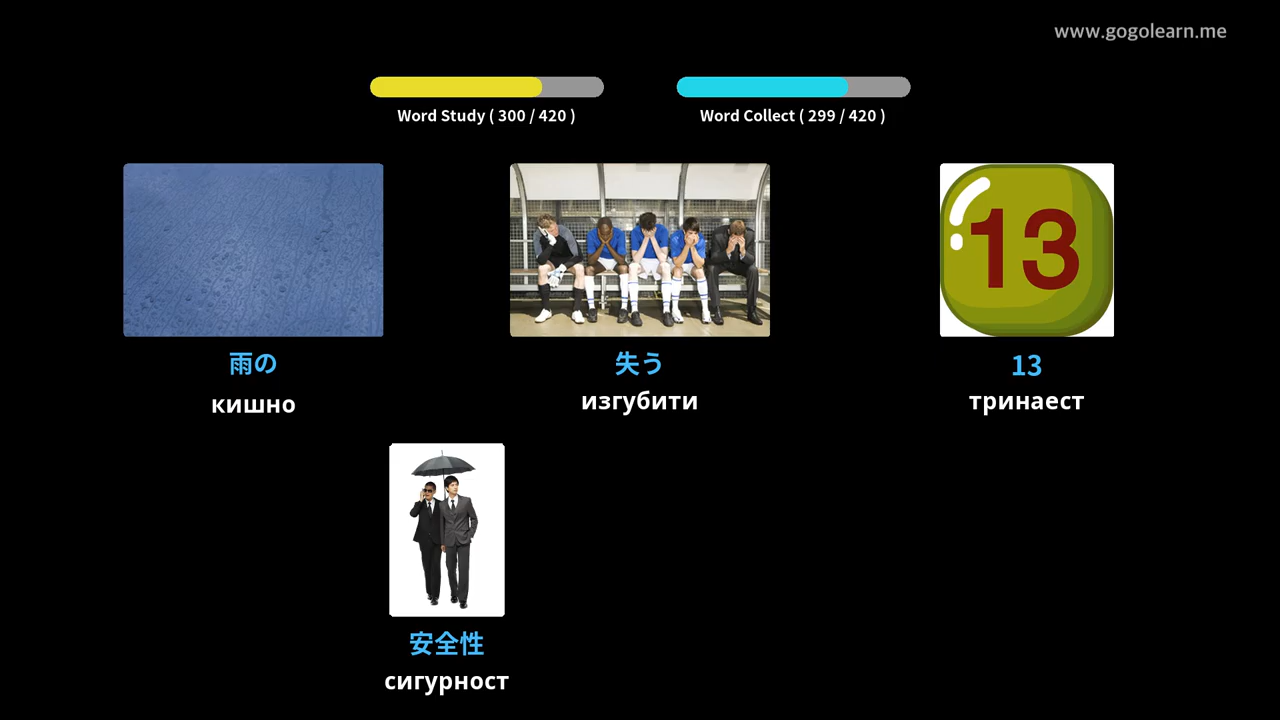 www.gogolearn.me
Word Study ( 300 / 420 )
Word Collect ( 299 / 420 )
13
雨の
失う
13
кишно
изгубити
тринаест
安全性
сигурност